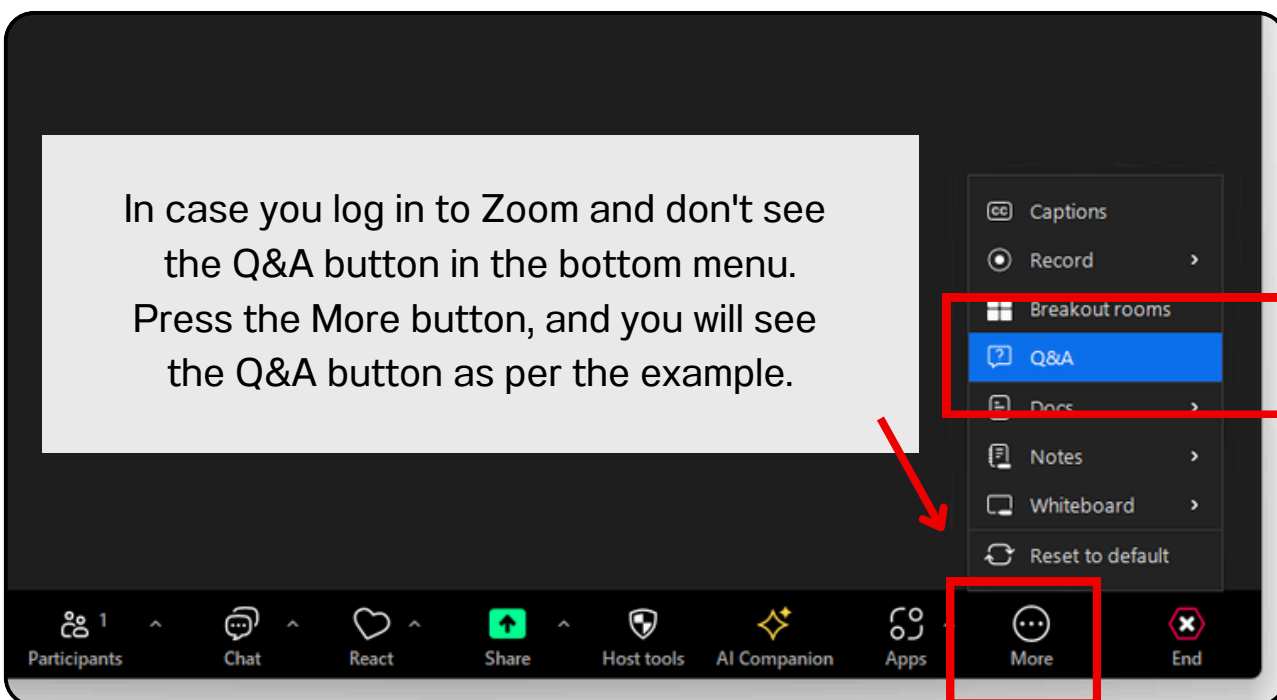 In case you log in to Zoom and don't see
the Q&A button in the bottom menu.
Press the More button, and you will see
the Q&A button as per the example.
Captions
Record
Breakout rooms
Q&A
Docs
Notes
Whiteboard
Reset to default
1
Participants
Chat
React
Share
Host tools
AI Companion
Apps
More
End